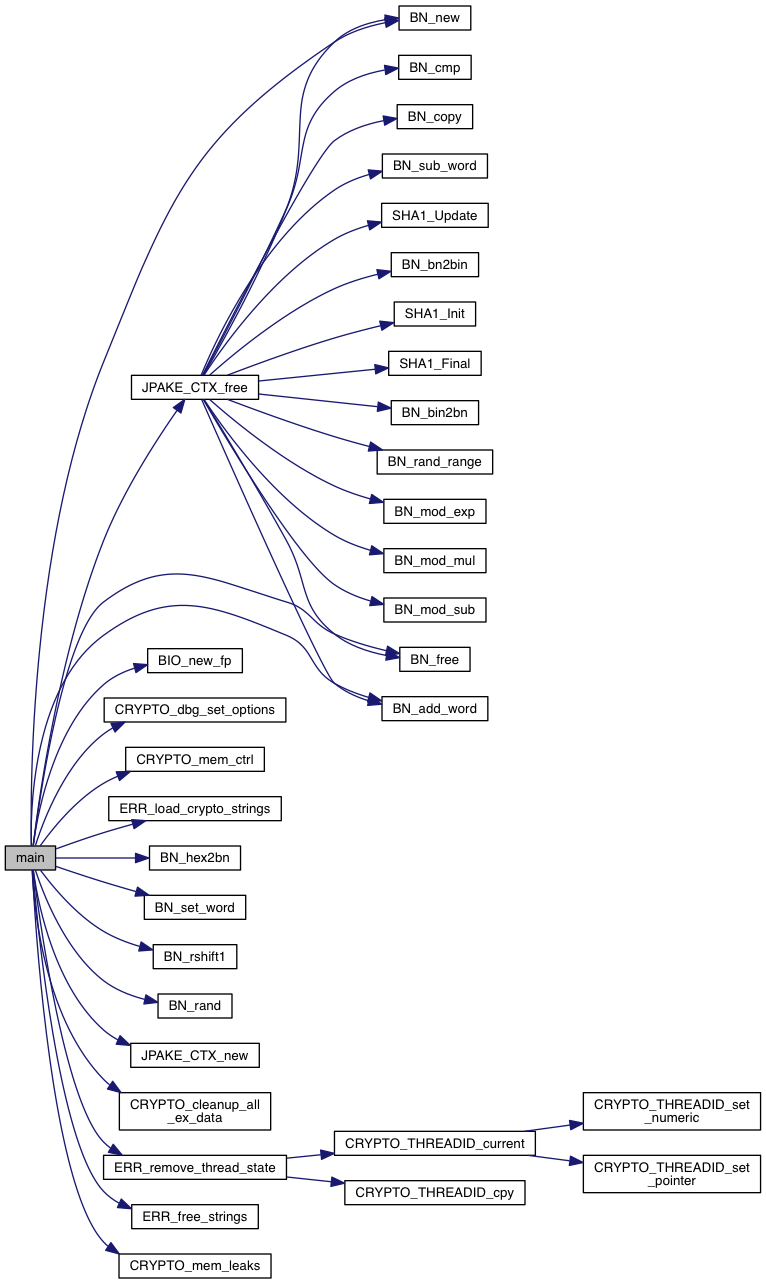 BN_new
BN_cmp
BN_copy
BN_sub_word
SHA1_Update
BN_bn2bin
SHA1_Init
SHA1_Final
JPAKE_CTX_free
BN_bin2bn
BN_rand_range
BN_mod_exp
BN_mod_mul
BN_mod_sub
BN_free
BIO_new_fp
BN_add_word
CRYPTO_dbg_set_options
CRYPTO_mem_ctrl
ERR_load_crypto_strings
main
BN_hex2bn
BN_set_word
BN_rshift1
BN_rand
JPAKE_CTX_new
CRYPTO_cleanup_all
_ex_data
CRYPTO_THREADID_set
_numeric
CRYPTO_THREADID_current
ERR_remove_thread_state
CRYPTO_THREADID_set
_pointer
CRYPTO_THREADID_cpy
ERR_free_strings
CRYPTO_mem_leaks